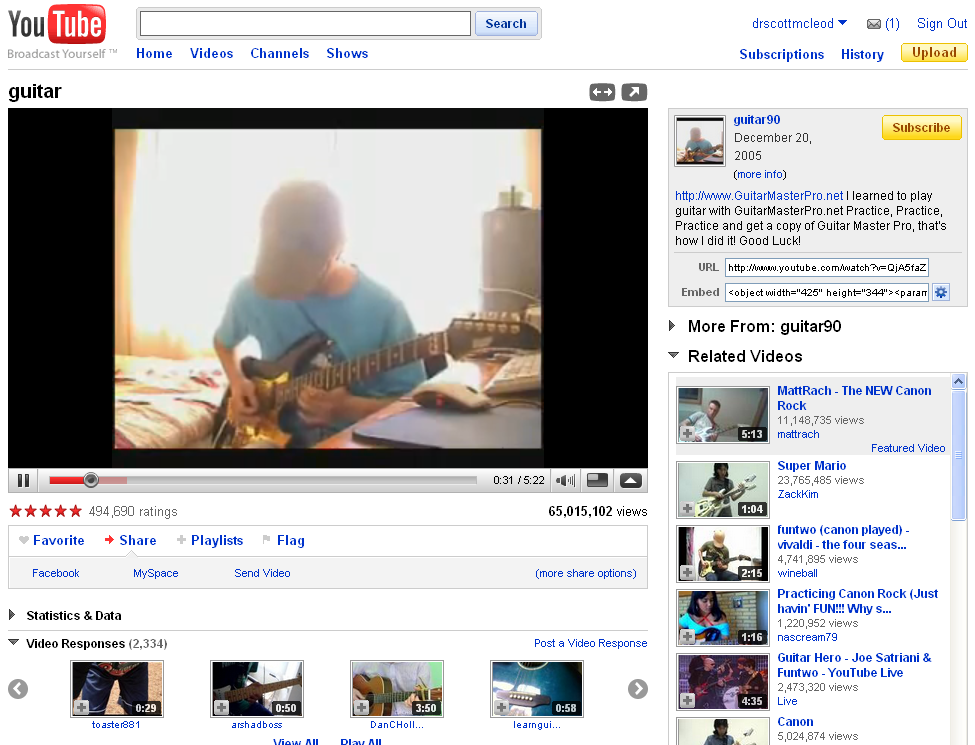 YouTube
Broadcast Yourself ™
Search
drscottmcleod
(1)
Sign Out
Home Videos Channels Shows
Subscriptions History Upload
guitar
guitar90
December 20,
2005
(more info)
Subscribe
http://www.GuitarMasterPro.net I learned to play
guitar with GuitarMasterPro.net Practice, Practice,
Practice and get a copy of Guitar Master Pro, that's
how I did it! Good Luck!
URL http://www.youtube.com/watch?v=QjA5faZ
Embed <object width="425" height="344"><param
0:31 / 5:22
494,690 ratings
65,015,102 views
Favorite Share Playlists Flag
Facebook MySpace Send Video (more share options)
Statistics & Data
Video Responses (2,334)
Post a Video Response
0:29
toaster881
0:50
arshadboss
3:50
DanCHoll...
0:58
learngui...
View All Play All
More From: guitar90
Related Videos
5:13
MattRach - The NEW Canon
Rock
11,148,735 views
mattrach
Featured Video
1:04
Super Mario
23,765,485 views
ZackKim
2:15
funtwo (canon played) -
vivaldi - the four seas...
4,741,895 views
wineball
1:16
Practicing Canon Rock (Just
havin' FUN!!! Why s...
1,220,952 views
nascream79
4:35
Guitar Hero - Joe Satriani &
Funtwo - YouTube Live
2,473,320 views
Live
Canon
5,024,874 views